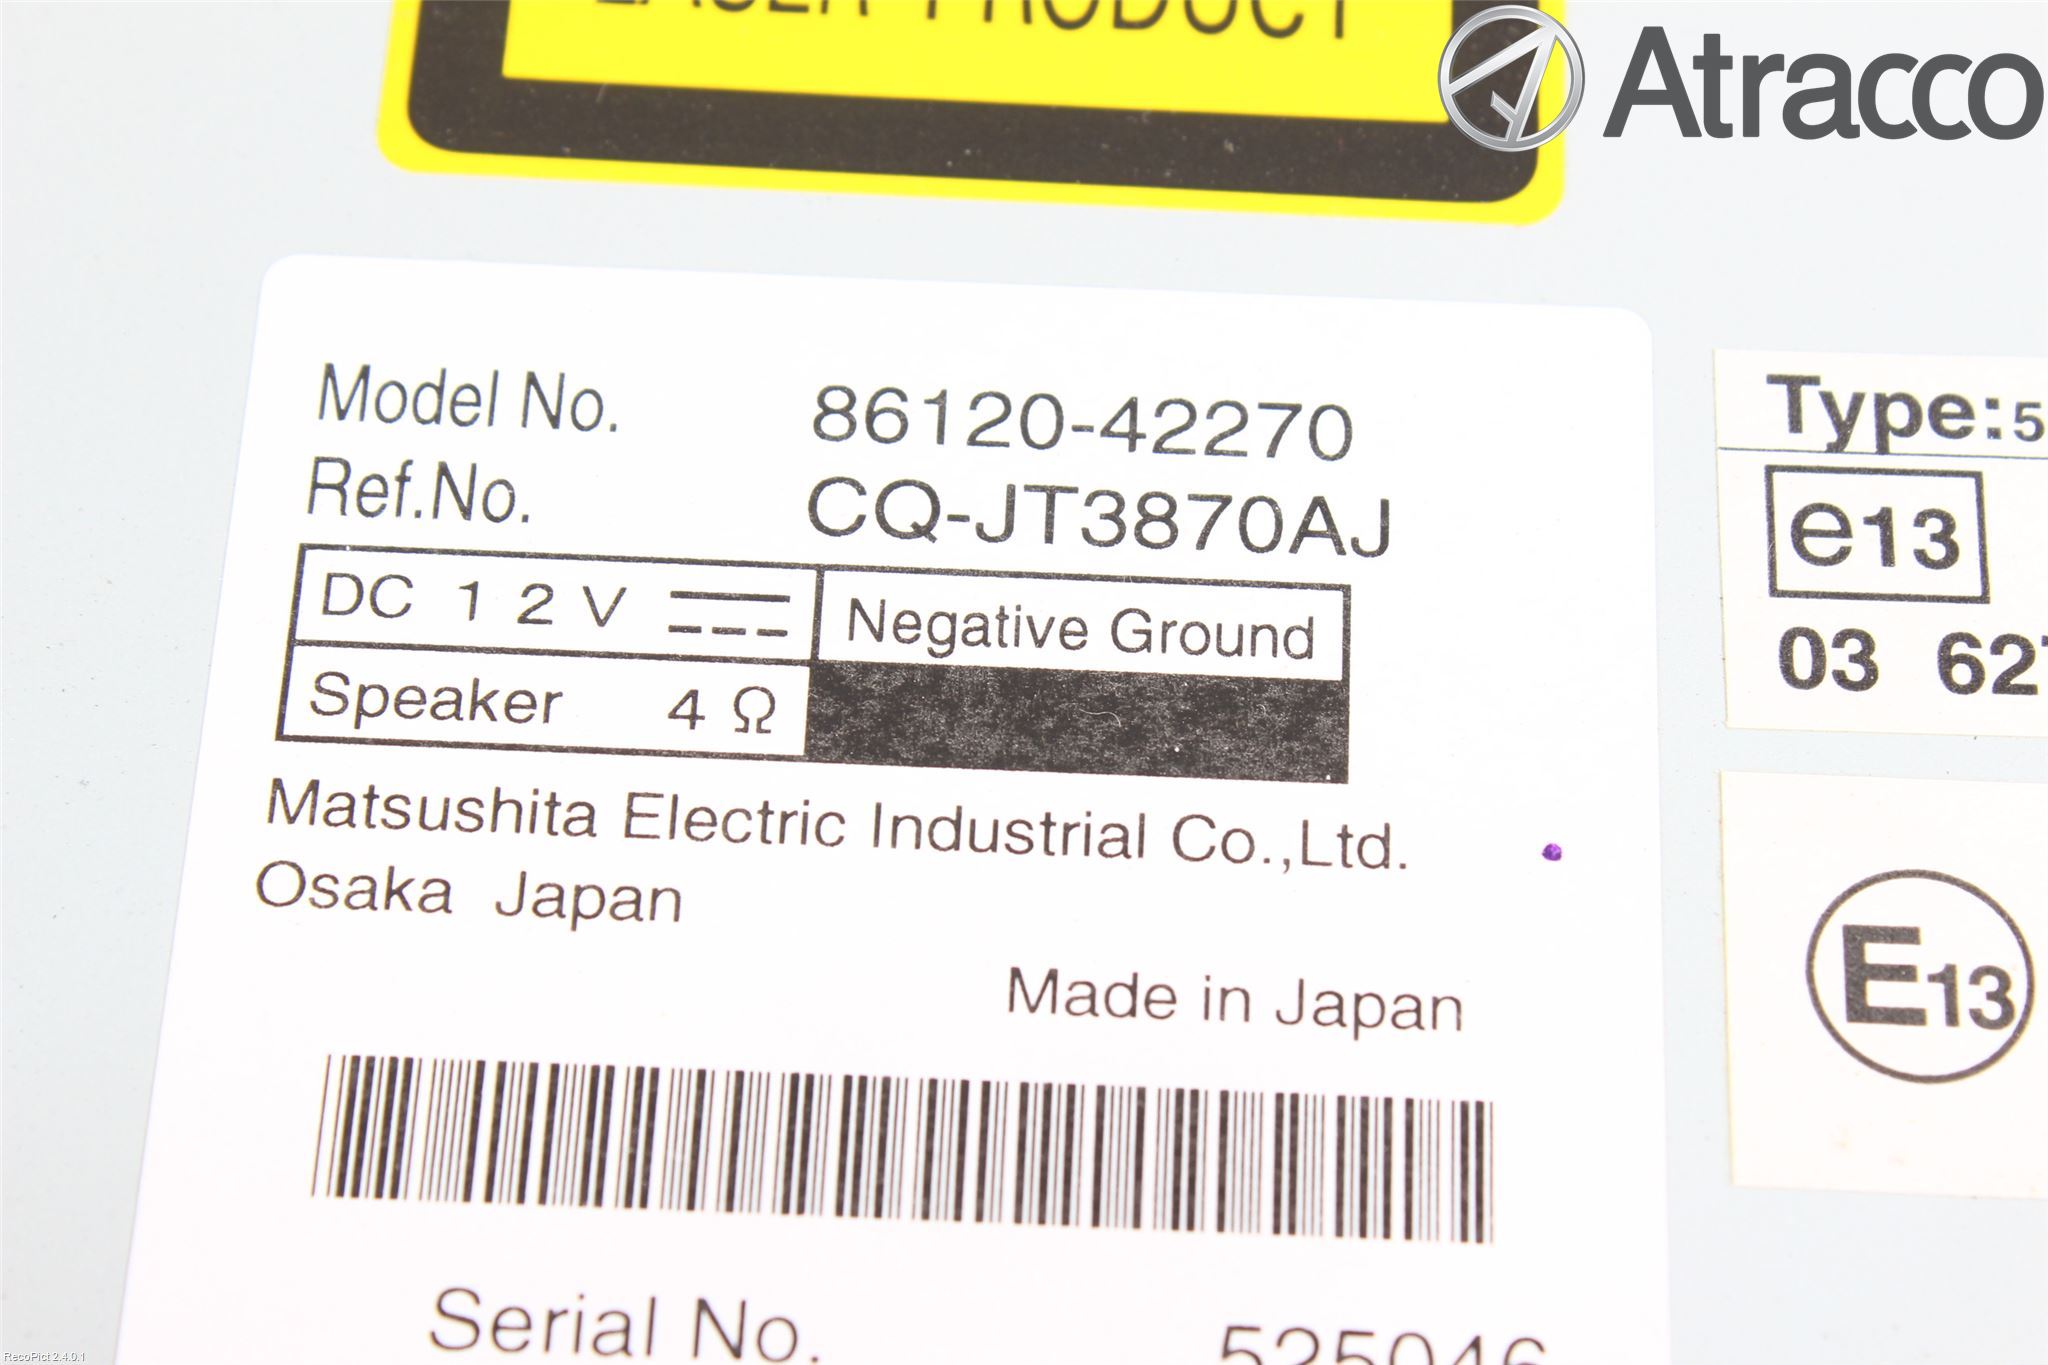 LASER PRODUCT
Atracco
Model No. 86120-42270
Ref.No. CQ-JT3870AJ
DC 12V Negative Ground
Speaker 4 Ω
Matsushita Electric Industrial Co.,Ltd.
Osaka Japan
Made in Japan
Serial No. 525046
Type:5
e13
03 627
E13
RecoPict 2.4.0.1